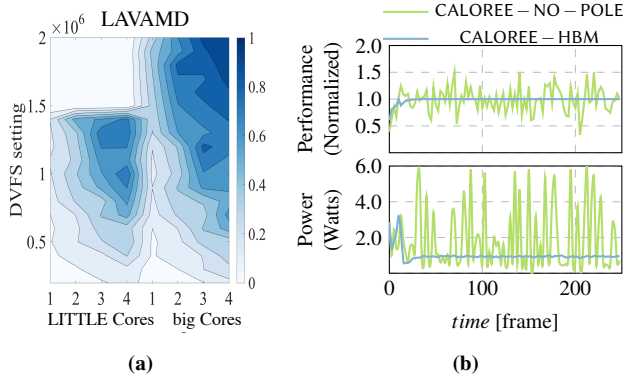 LAVAMD
2 ×10⁶
1.5
1
0.5
DVFS setting
1 2 3 4 1 2 3 4
LITTLE Cores big Cores
1
0.8
0.6
0.4
0.2
0
(a)
CALOREE – NO – POLE
CALOREE – HBM
Performance
(Normalized)
2.0
1.5
1.0
0.5
Power
(Watts)
6.0
4.0
2.0
0 100 200
time [frame]
(b)